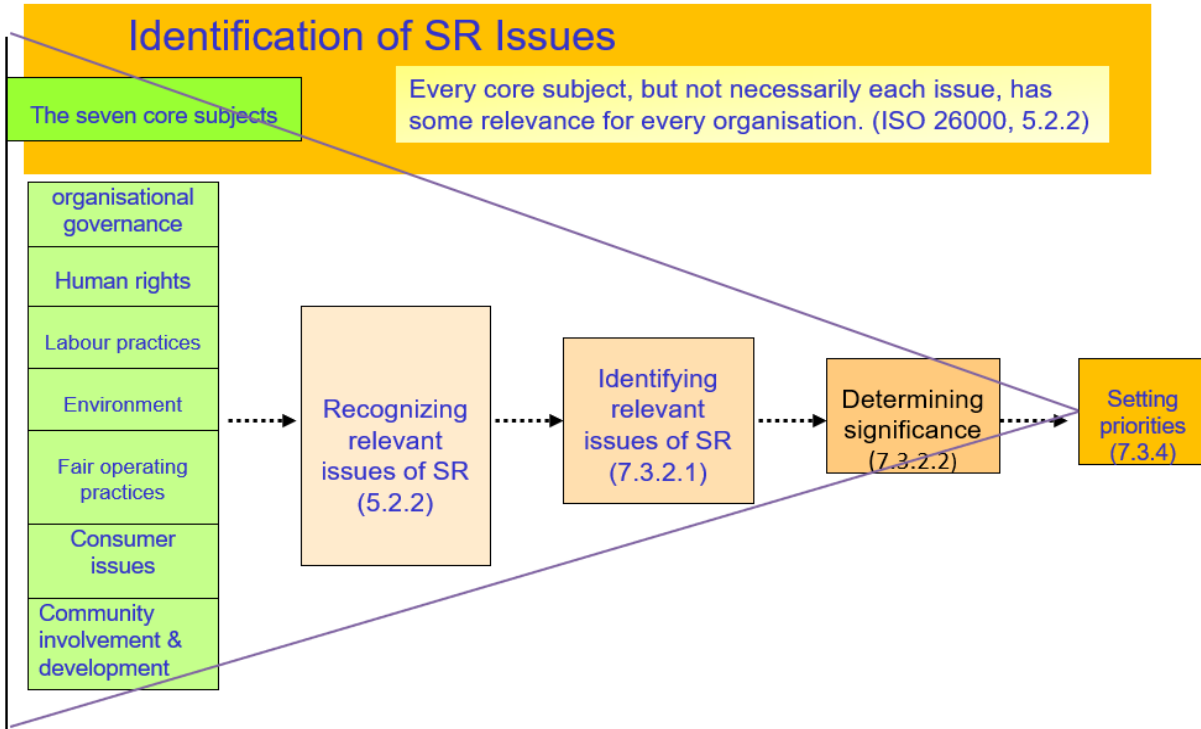 Identification of SR Issues
The seven core subjects
Every core subject, but not necessarily each issue, has
some relevance for every organisation. (ISO 26000, 5.2.2)
organisational
governance
Human rights
Labour practices
Environment
Fair operating
practices
Consumer
issues
Community
involvement &
development
Recognizing
relevant
issues of SR
(5.2.2)
Identifying
relevant
issues of SR
(7.3.2.1)
Determining
significance
(7.3.2.2)
Setting
priorities
(7.3.4)